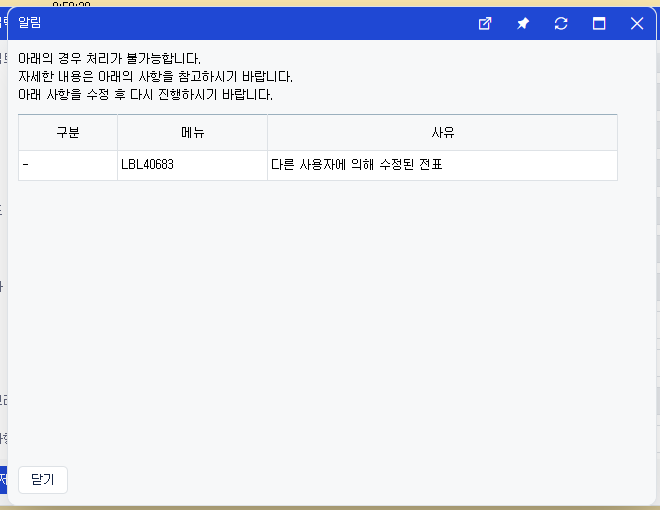 알림
아래의 경우 처리가 불가능합니다.
자세한 내용은 아래의 사항을 참고하시기 바랍니다.
아래 사항을 수정 후 다시 진행하시기 바랍니다.
구분 메뉴 사유
- LBL40683 다른 사용자에 의해 수정된 전표
닫기